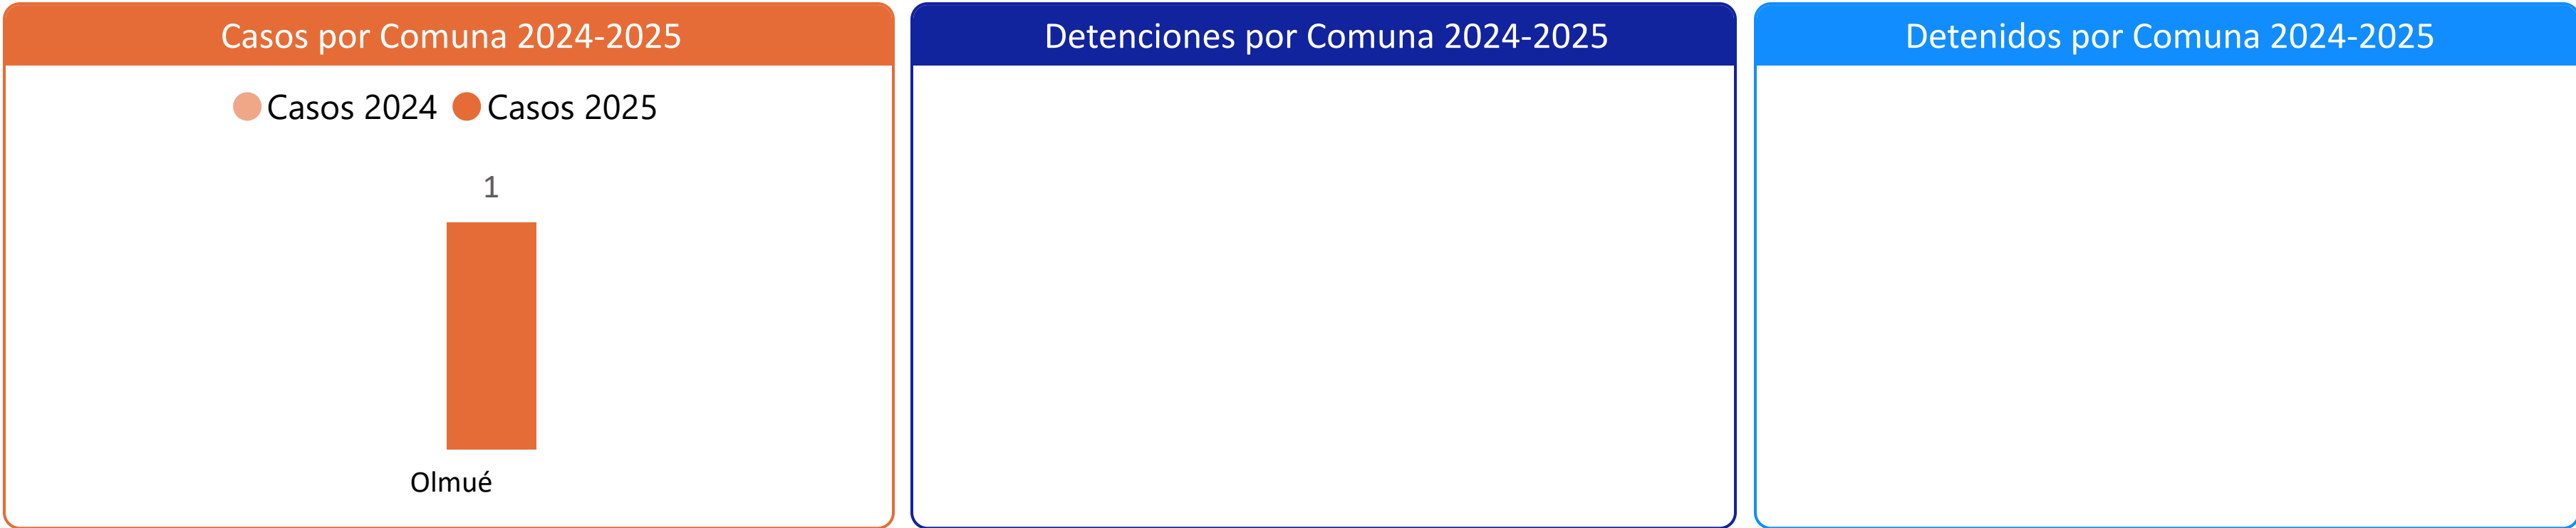 Casos por Comuna 2024-2025
Casos 2024 Casos 2025
1
Olmué
Detenciones por Comuna 2024-2025
Detenidos por Comuna 2024-2025